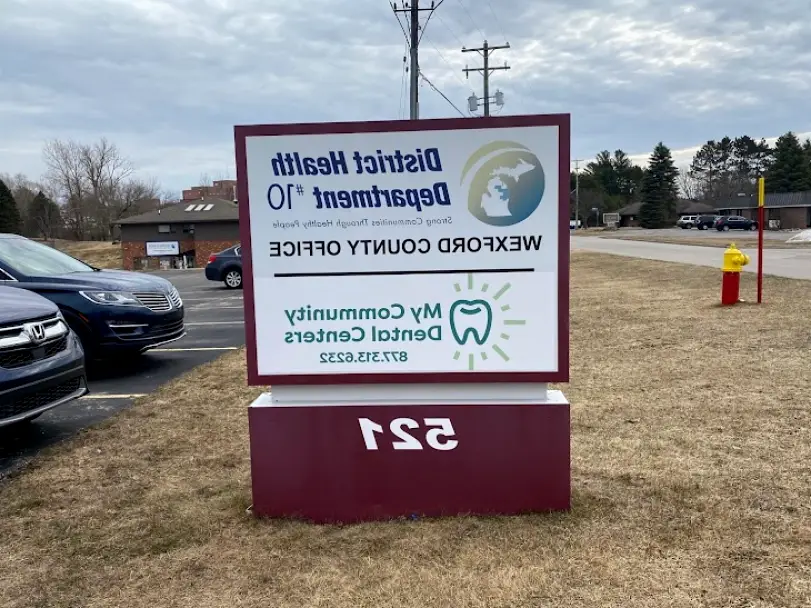 District Health
Department #10
Strong Communities Through Healthy People
WEXFORD COUNTY OFFICE
My Community
Dental Centers
877.313.6232
521